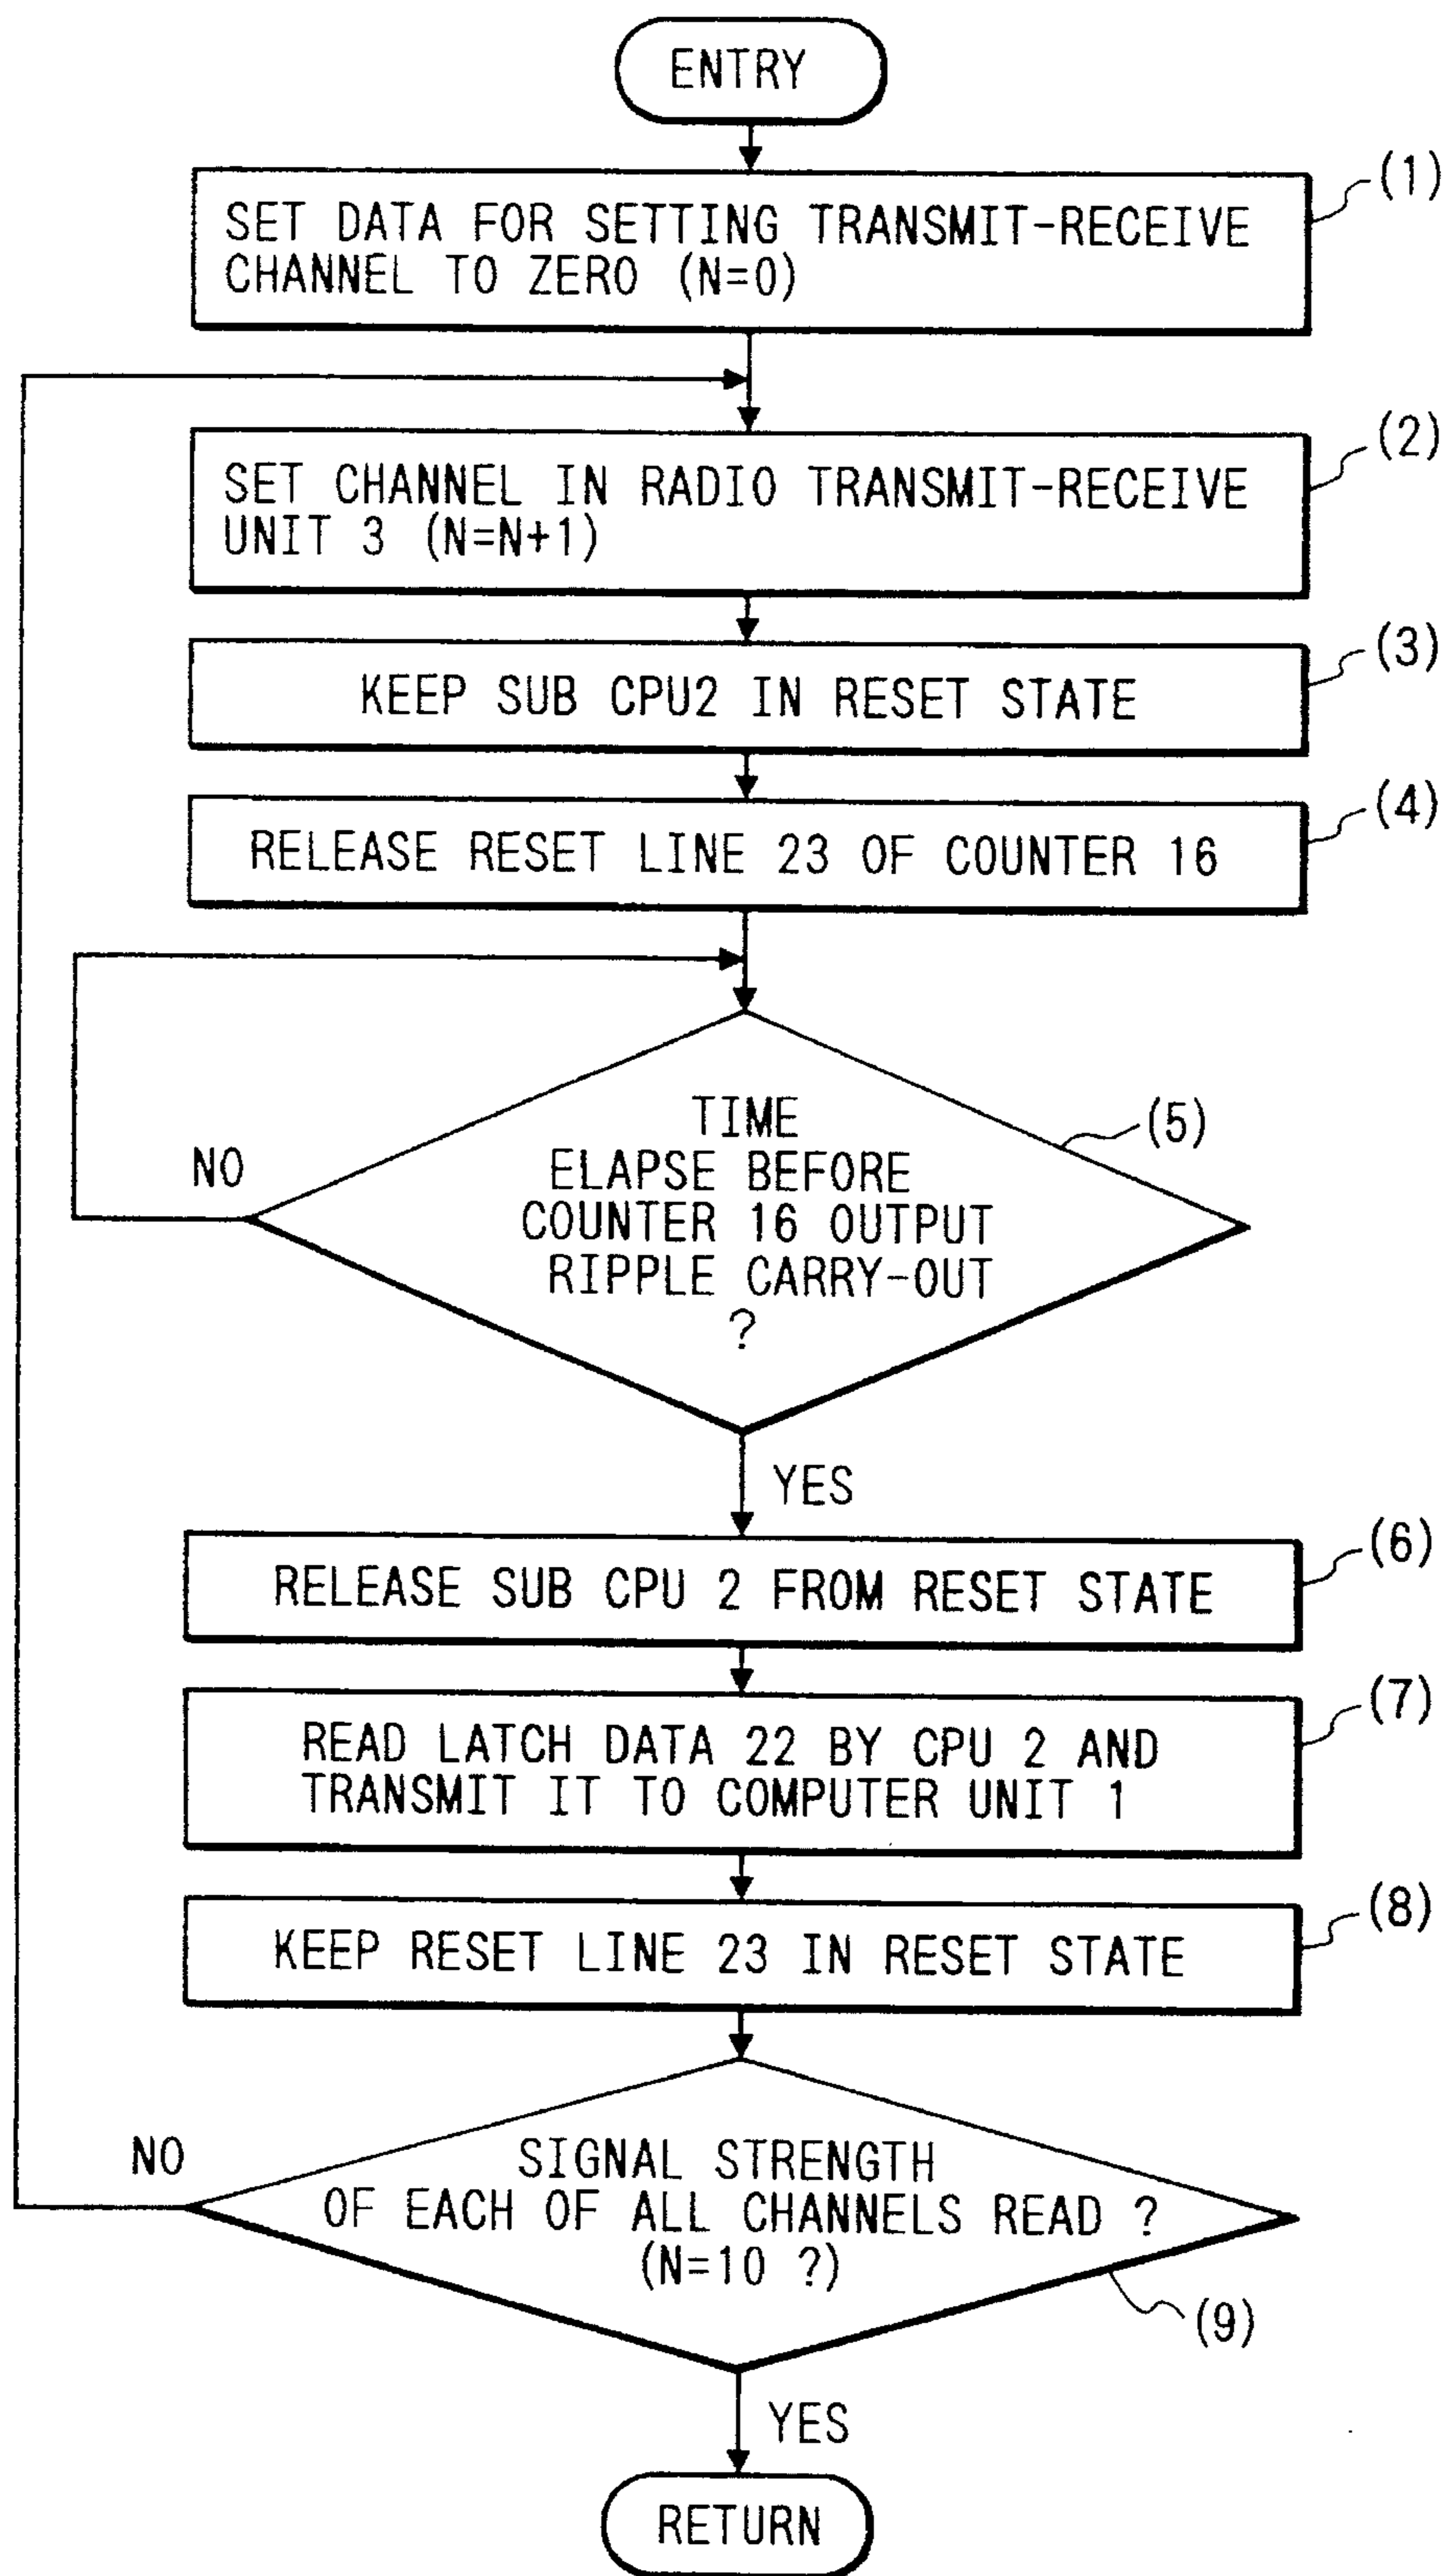 ENTRY
(1)
SET DATA FOR SETTING TRANSMIT-RECEIVE
CHANNEL TO ZERO (N=0)
(2)
SET CHANNEL IN RADIO TRANSMIT-RECEIVE
UNIT 3 (N=N+1)
(3)
KEEP SUB CPU2 IN RESET STATE
(4)
RELEASE RESET LINE 23 OF COUNTER 16
(5)
TIME
ELAPSE BEFORE
COUNTER 16 OUTPUT
RIPPLE CARRY-OUT
?
NO
YES
(6)
RELEASE SUB CPU 2 FROM RESET STATE
(7)
READ LATCH DATA 22 BY CPU 2 AND
TRANSMIT IT TO COMPUTER UNIT 1
(8)
KEEP RESET LINE 23 IN RESET STATE
NO
SIGNAL STRENGTH
OF EACH OF ALL CHANNELS READ ?
(N=10 ?)
(9)
YES
RETURN